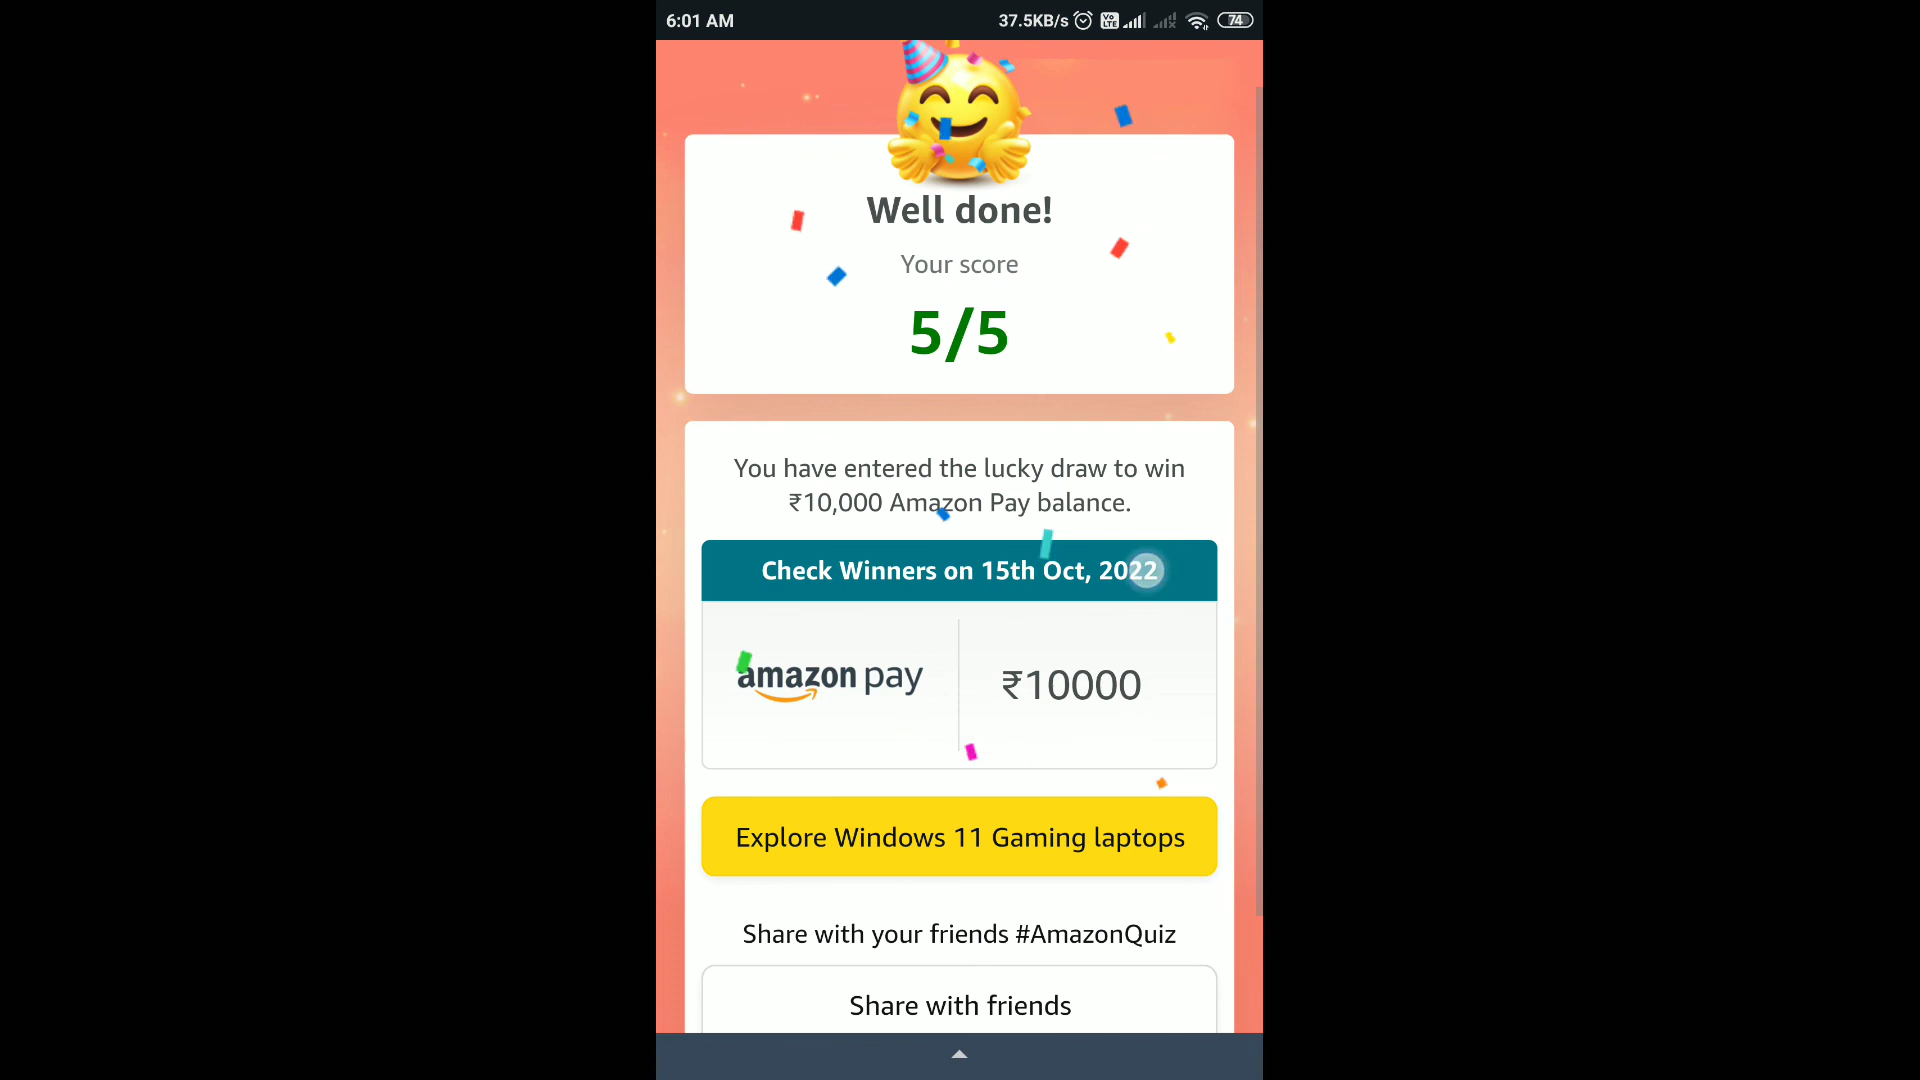 6:01 AM
37.5KB/s
Vo LTE
74
Well done!
Your score
5/5
You have entered the lucky draw to win
₹10,000 Amazon Pay balance.
Check Winners on 15th Oct, 2022
amazon pay
₹10000
Explore Windows 11 Gaming laptops
Share with your friends #AmazonQuiz
Share with friends